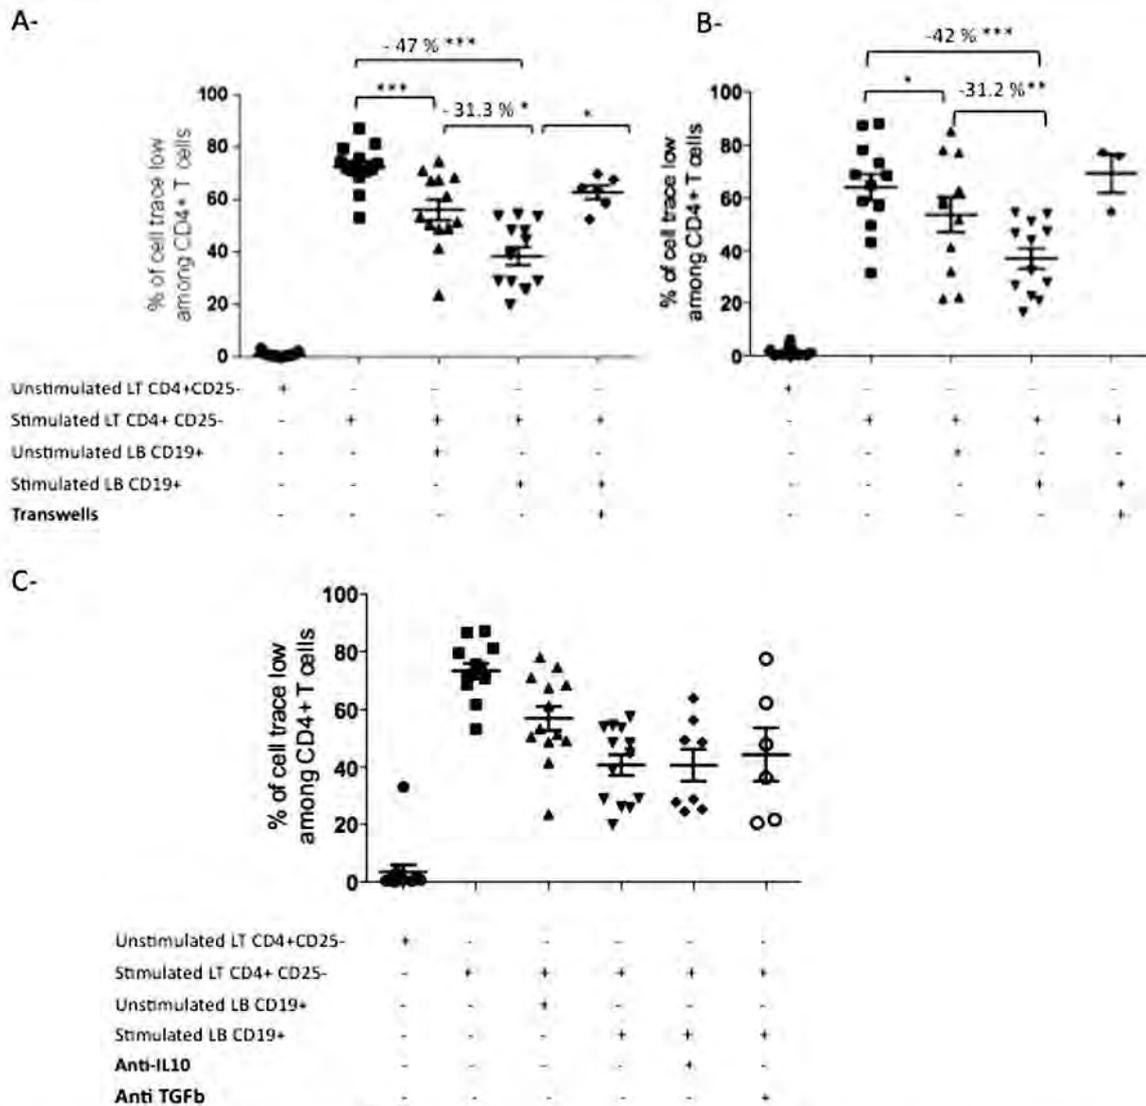 A-
B-
- 47 % ***
***
- 31.3 % *
*
% of cell trace low
among CD4+ T cells
100
80
60
40
20
0
-42% ***
*
-31.2 %**
% of cell trace low
among CD4+ T cells
100
80
60
40
20
0
Unstimulated LT CD4+CD25- + - - - - + - - - -
Stimulated LT CD4+ CD25- - + + + + - + + + +
Unstimulated LB CD19+ - - + - - - - + - -
Stimulated LB CD19+ - - - + + - - - + +
Transwells - - - - + - - - - +
C-
% of cell trace low
among CD4+ T cells
100
80
60
40
20
0
Unstimulated LT CD4+CD25- + - - - - -
Stimulated LT CD4+ CD25- - + + + + +
Unstimulated LB CD19+ - - + - - -
Stimulated LB CD19+ - - - + + +
Anti-IL10 - - - - + -
Anti TGFb - - - - - +